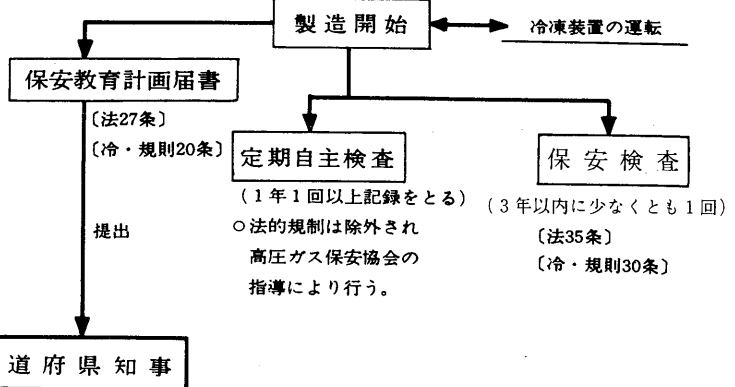 製造開始
冷凍装置の運転
保安教育計画届書
〔法27条〕
〔冷・規則20条〕
提出
道府県知事
定期自主検査
(1年1回以上記録をとる)
○法的規制は除外され
高圧ガス保安協会の
指導により行う。
保安検査
(3年以内に少なくとも1回)
〔法35条〕
〔冷・規則30条〕